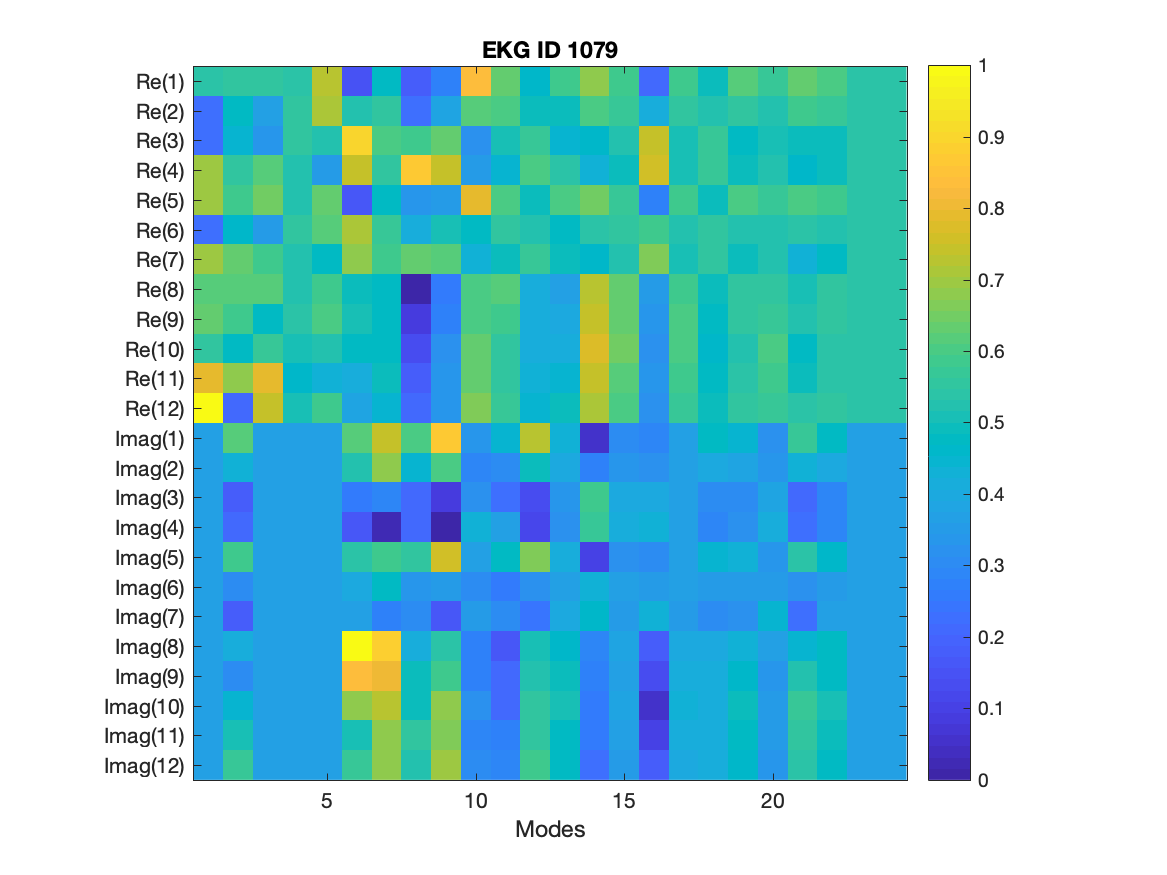 EKG ID 1079
Re(1)
Re(2)
Re(3)
Re(4)
Re(5)
Re(6)
Re(7)
Re(8)
Re(9)
Re(10)
Re(11)
Re(12)
Imag(1)
Imag(2)
Imag(3)
Imag(4)
Imag(5)
Imag(6)
Imag(7)
Imag(8)
Imag(9)
Imag(10)
Imag(11)
Imag(12)
5 10 15 20
Modes
1
0.9
0.8
0.7
0.6
0.5
0.4
0.3
0.2
0.1
0